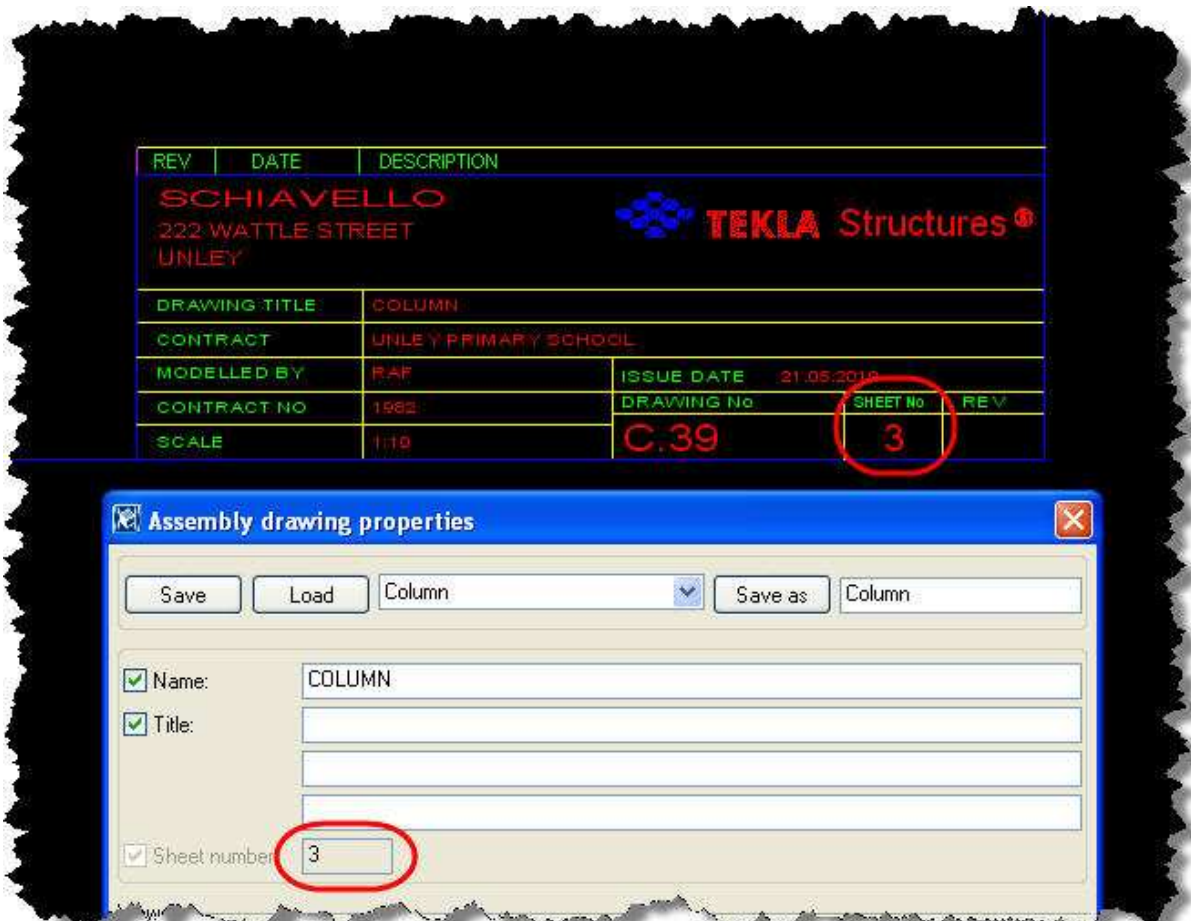 REV DATE DESCRIPTION
SCHIAVELLO
222 WATTLE STREET
UNLEY
TEKLA Structures ®
DRAWING TITLE COLUMN
CONTRACT UNLEY PRIMARY SCHOOL
MODELLED BY RAF ISSUE DATE 21.05.2010
CONTRACT NO 1982 DRAWING No SHEET No REV
SCALE 1:10 C.39 3
Assembly drawing properties
Save Load Column Save as Column
Name: COLUMN
Title:
Sheet number 3